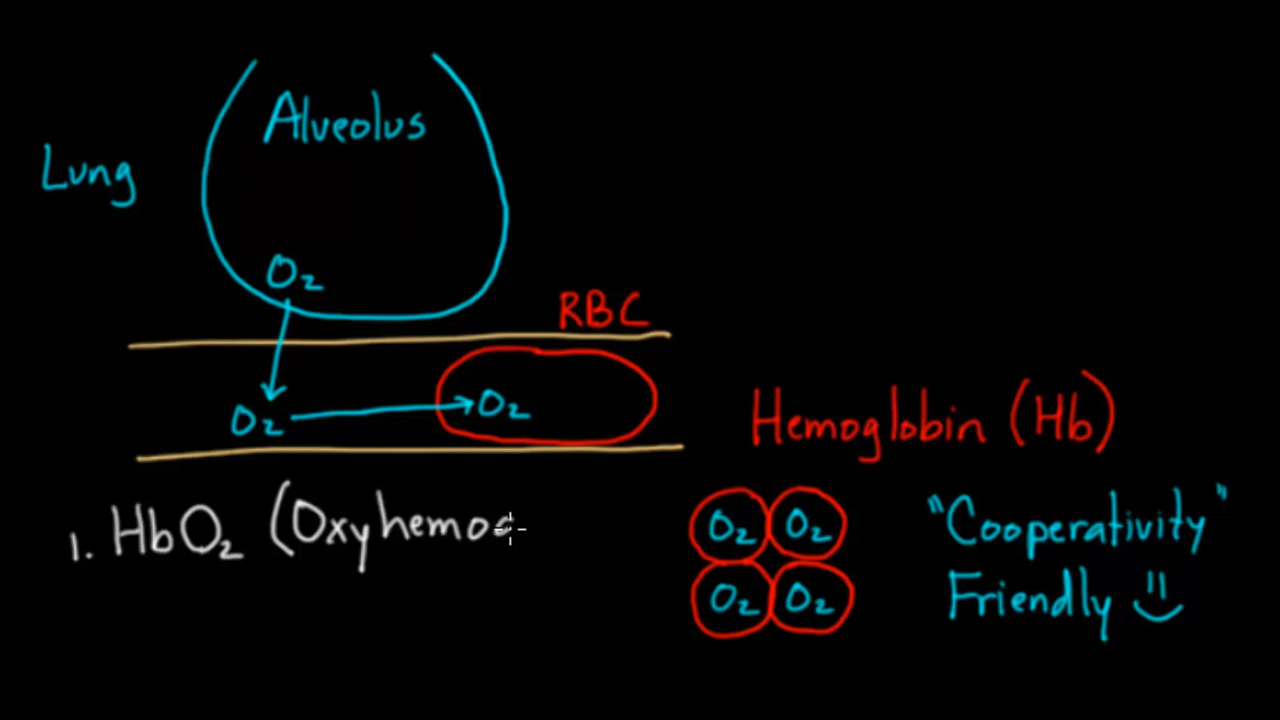 Alveolus
Lung
O₂
RBC
O₂ O₂
Hemoglobin (Hb)
1. HbO₂ (Oxyhemo
O₂ O₂
O₂ O₂
"Cooperativity"
Friendly